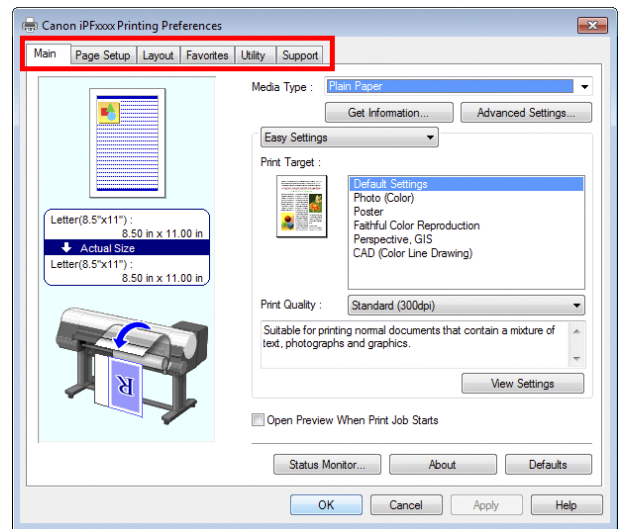 Canon iPFxxxx Printing Preferences
Main Page Setup Layout Favorites Utility Support
Media Type : Plain Paper
Get Information... Advanced Settings...
Easy Settings
Print Target :
Default Settings
Photo (Color)
Poster
Faithful Color Reproduction
Perspective, GIS
CAD (Color Line Drawing)
Letter(8.5"x11") :
8.50 in x 11.00 in
Actual Size
Letter(8.5"x11") :
8.50 in x 11.00 in
R
Print Quality : Standard (300dpi)
Suitable for printing normal documents that contain a mixture of
text, photographs and graphics.
View Settings
Open Preview When Print Job Starts
Status Monitor... About Defaults
OK Cancel Apply Help